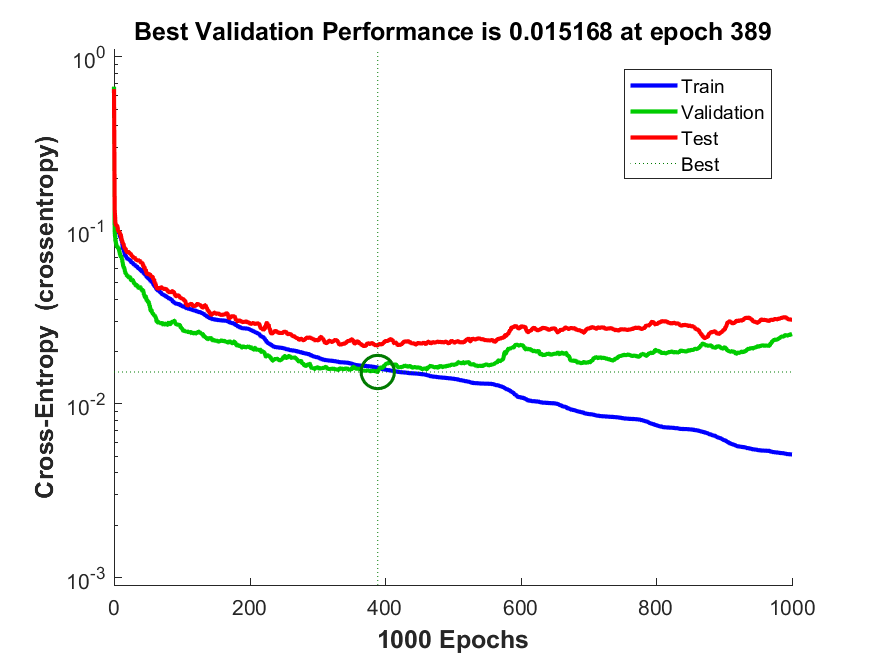 Best Validation Performance is 0.015168 at epoch 389
Cross-Entropy (crossentropy)
10^0
10^-1
10^-2
10^-3
Train
Validation
Test
Best
0
200
400
600
800
1000
1000 Epochs